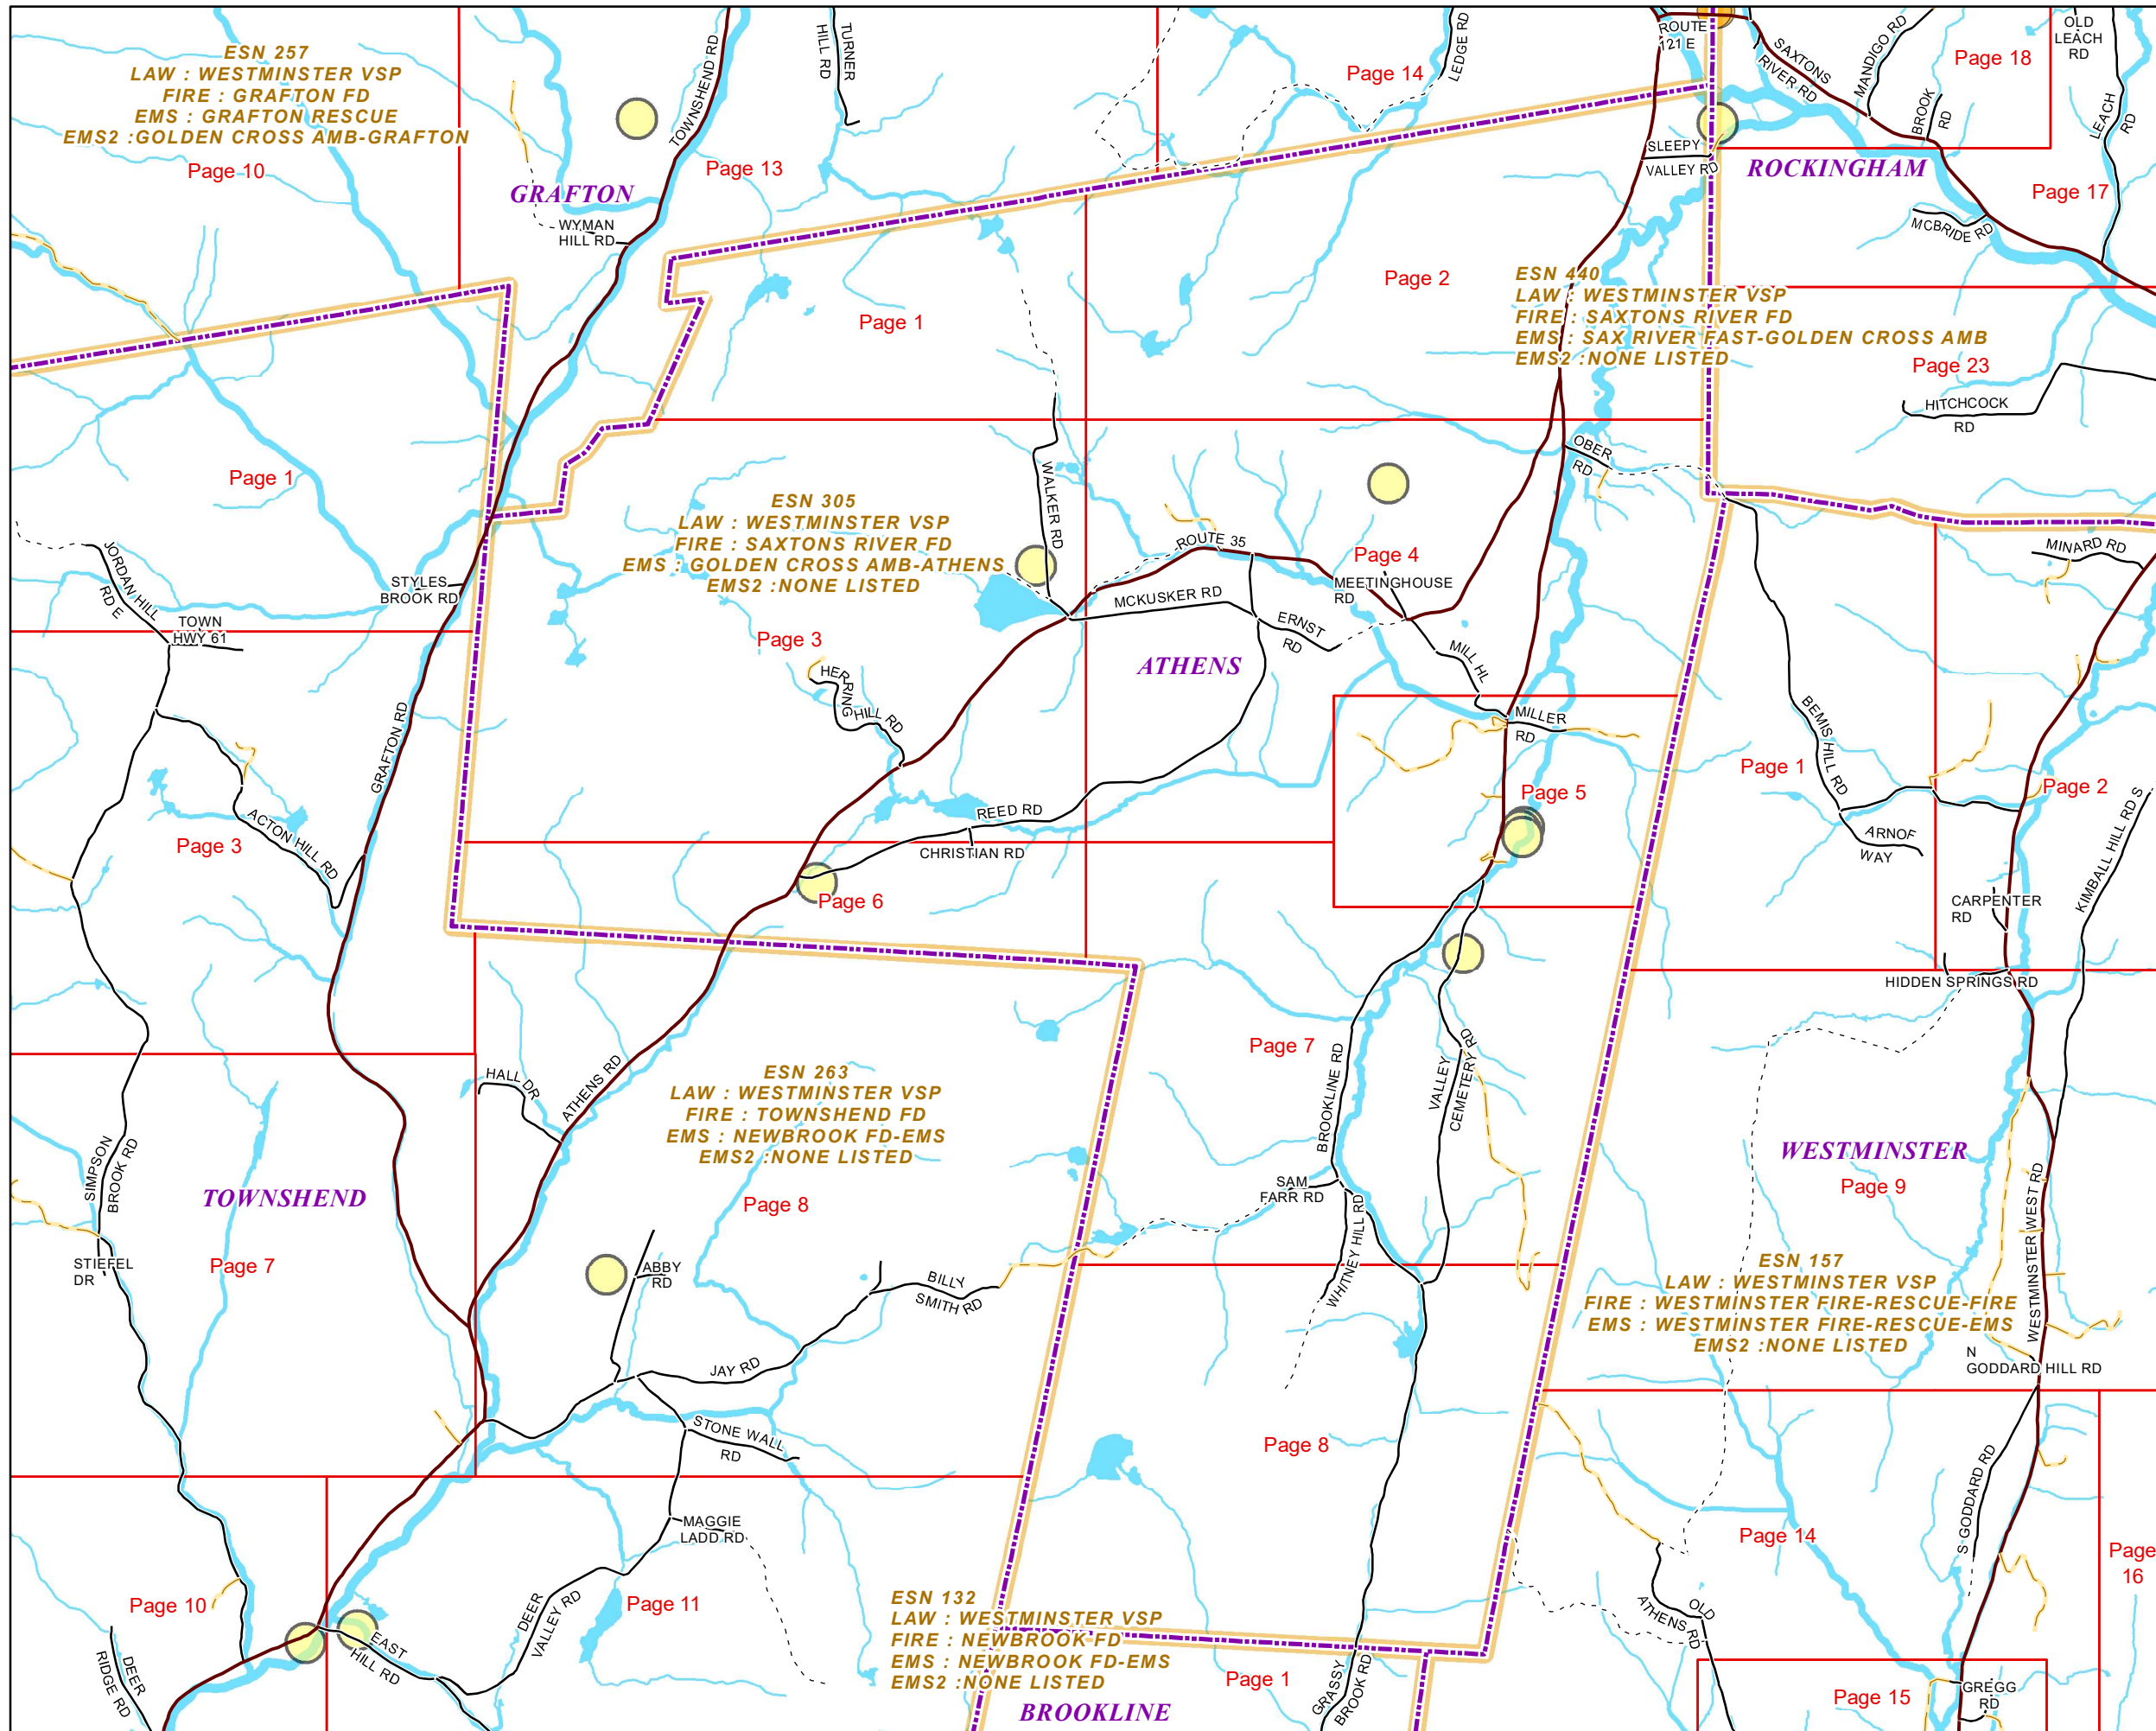 ESN 257
LAW : WESTMINSTER VSP
FIRE : GRAFTON FD
EMS : GRAFTON RESCUE
EMS2 :GOLDEN CROSS AMB-GRAFTON
Page 10
GRAFTON
WYMAN
HILL RD
TOWNSHEND RD
Page 13
TURNER
HILL RD
Page 14
LEDGE RD
ROUTE
121 E
SAXTONS
RIVER RD
MANDIGO RD
Page 18
OLD
LEACH
RD
BROOK
RD
LEACH
RD
SLEEPY
VALLEY RD
ROCKINGHAM
Page 17
MCBRIDE RD
Page 1
Page 2
ESN 440
LAW : WESTMINSTER VSP
FIRE : SAXTONS RIVER FD
EMS : SAX RIVER FAST-GOLDEN CROSS AMB
EMS2 :NONE LISTED
Page 23
HITCHCOCK
RD
Page 1
ESN 305
LAW : WESTMINSTER VSP
FIRE : SAXTONS RIVER FD
EMS : GOLDEN CROSS AMB-ATHENS
EMS2 :NONE LISTED
WALKER RD
OBER
RD
ROUTE 35
Page 4
MEETINGHOUSE
RD
MINARD RD
JORDAN HILL
RD E
STYLES
BROOK RD
TOWN
HWY 61
MCKUSKER RD
ERNST
RD
Page 3
ATHENS
MILL HL
HERRING
HILL RD
MILLER
RD
GRAFTON RD
BEMIS HILL RD
Page 1
Page 2
Page 5
KIMBALL HILL RD S
REED RD
CHRISTIAN RD
ARNOF
WAY
Page 3
ACTON HILL RD
Page 6
CARPENTER
RD
HIDDEN SPRINGS RD
Page 7
BROOKLINE RD
VALLEY
CEMETERY RD
HALL DR
ATHENS RD
ESN 263
LAW : WESTMINSTER VSP
FIRE : TOWNSHEND FD
EMS : NEWBROOK FD-EMS
EMS2 :NONE LISTED
SIMPSON
BROOK RD
TOWNSHEND
Page 8
SAM
FARR RD
WHITNEY HILL RD
WESTMINSTER
Page 9
WESTMINSTER WEST RD
STIEFEL
DR
Page 7
ABBY
RD
BILLY
SMITH RD
ESN 157
LAW : WESTMINSTER VSP
FIRE : WESTMINSTER FIRE-RESCUE-FIRE
EMS : WESTMINSTER FIRE-RESCUE-EMS
EMS2 :NONE LISTED
N
GODDARD HILL RD
JAY RD
STONE WALL
RD
Page 8
S GODDARD RD
MAGGIE
LADD RD
Page 14
Page
16
Page 10
DEER
RIDGE RD
EAST
HILL RD
DEER
VALLEY RD
Page 11
ESN 132
LAW : WESTMINSTER VSP
FIRE : NEWBROOK FD
EMS : NEWBROOK FD-EMS
EMS2 :NONE LISTED
BROOKLINE
Page 1
GRASSY
BROOK RD
OLD
ATHENS RD
Page 15
GREGG
RD